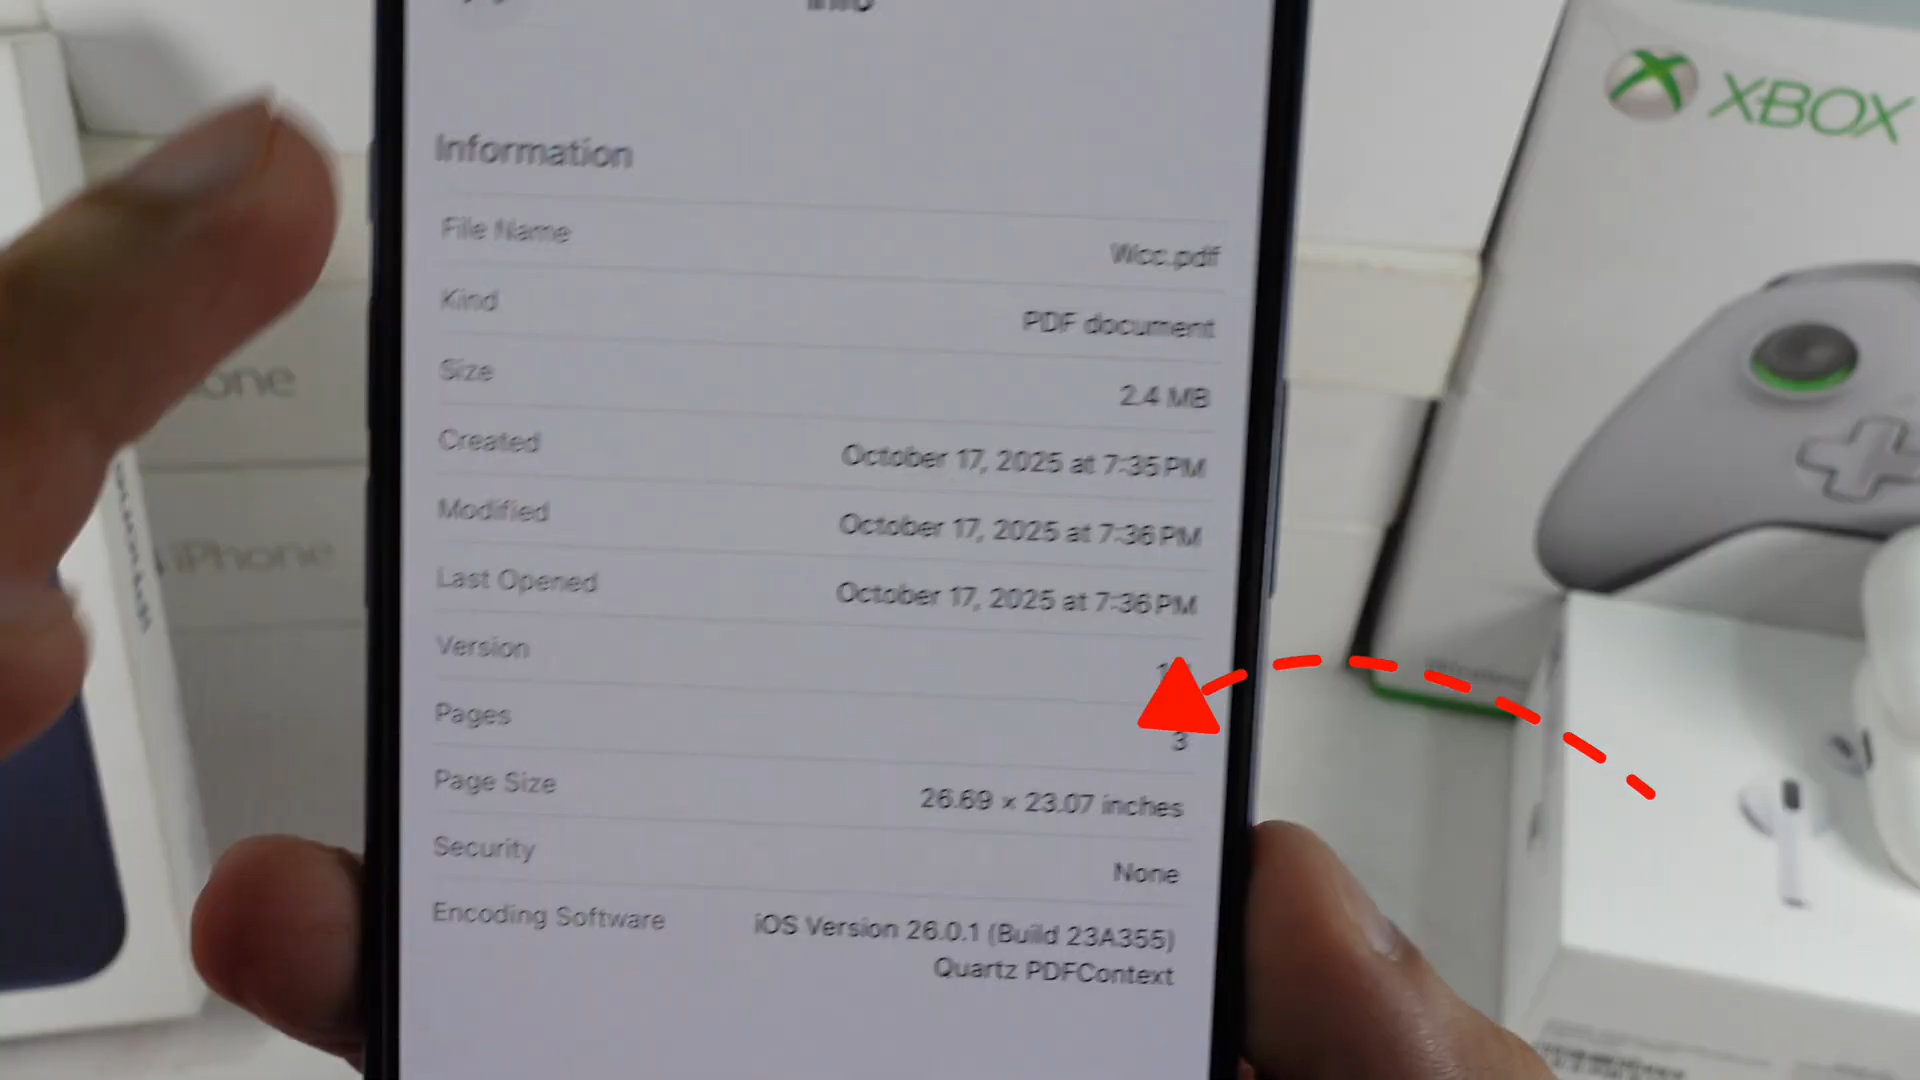 Info
XBOX
Information
File Name
Wcc.pdf
Kind
PDF document
Size
2.4 MB
Created
October 17, 2025 at 7:35 PM
Modified
October 17, 2025 at 7:36 PM
Last Opened
October 17, 2025 at 7:36 PM
Version
Pages
3
Page Size
26.69 × 23.07 inches
Security
None
Encoding Software
iOS Version 26.0.1 (Build 23A355)
Quartz PDFContext
iPhone